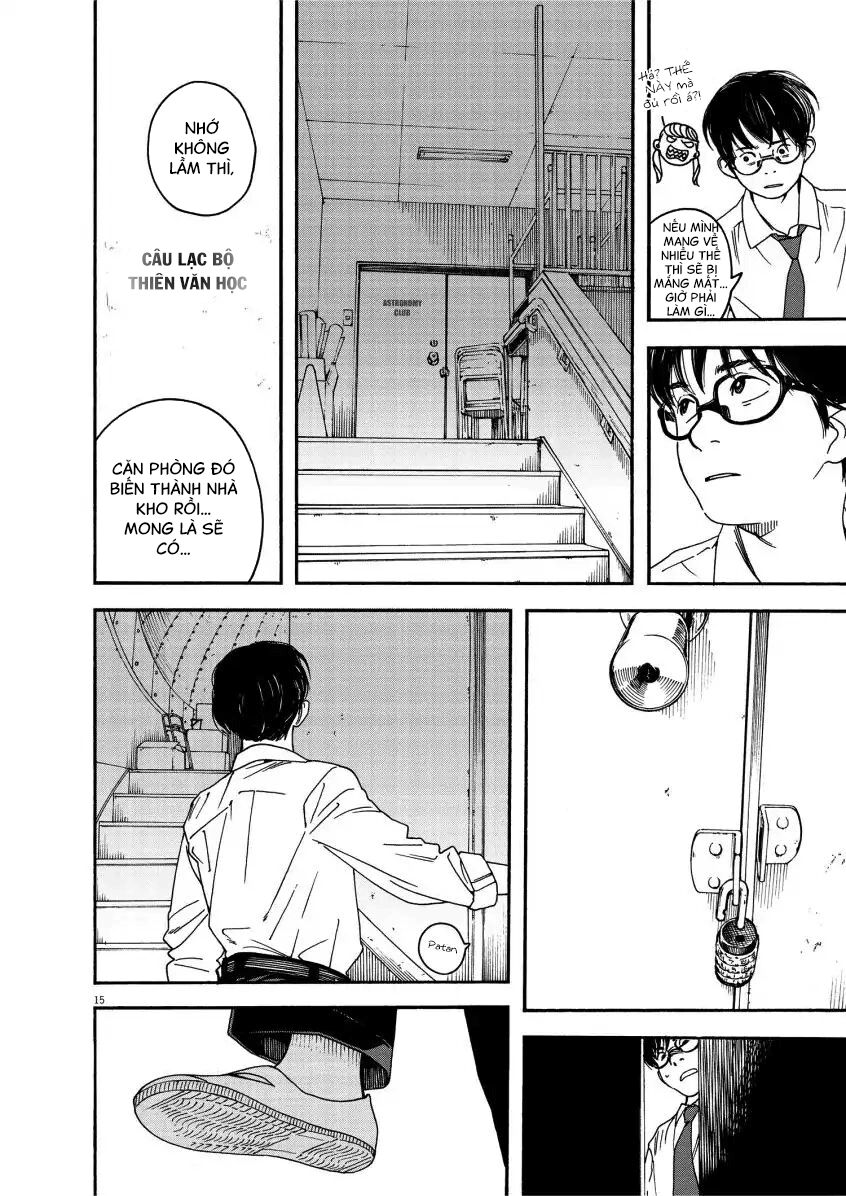 Há? THẾ
NÀY mà
đủ rồi á?!
NẾU MÌNH
MANG VỀ
NHIỀU THẾ
THÌ SẼ BỊ
MẮNG MẤT...
GIỜ PHẢI
LÀM GÌ...
ASTRONOMY
CLUB
NHỚ
KHÔNG
LẦM THÌ,
CÂU LẠC BỘ
THIÊN VĂN HỌC
CĂN PHÒNG ĐÓ
BIẾN THÀNH NHÀ
KHO RỒI...
MONG LÀ SẼ
CÓ...
Patan
15